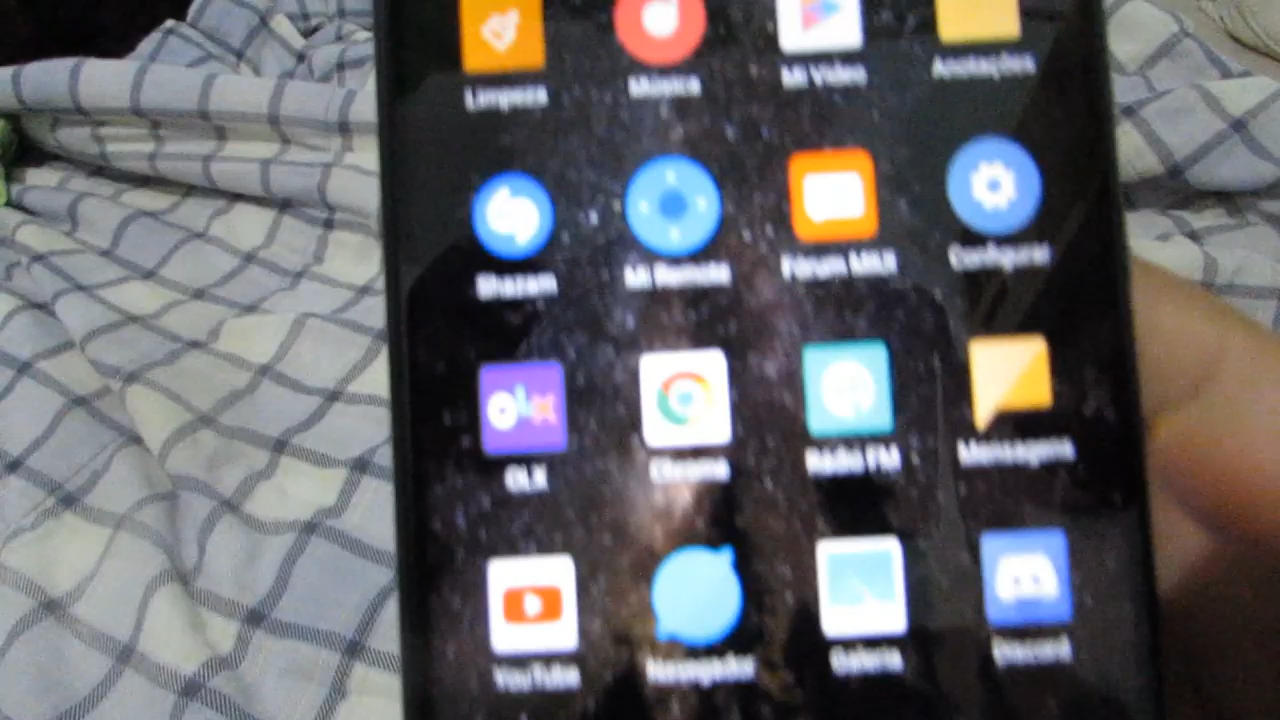 Limpeza Música Mi Vídeo Anotações
Shazam Mi Remote Fórum MIUI Configurar
olx
OLX Chrome Rádio FM Mensagens
YouTube Navegador Galeria Discord